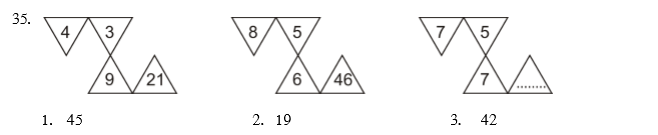 35.
4 3 8 5 7 5
9 21 6 46 7 ........
1. 45 2. 19 3. 42